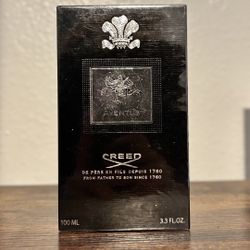 AVENTUS
CREED
DE PÈRE EN FILS DEPUIS 1760
FROM FATHER TO SON SINCE 1760
100 ML
3.3 FL.OZ.